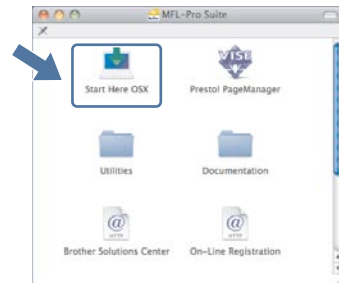 MFL-Pro Suite
Start Here OSX
Presto! PageManager
Utilities
Documentation
Brother Solutions Center
On-Line Registration